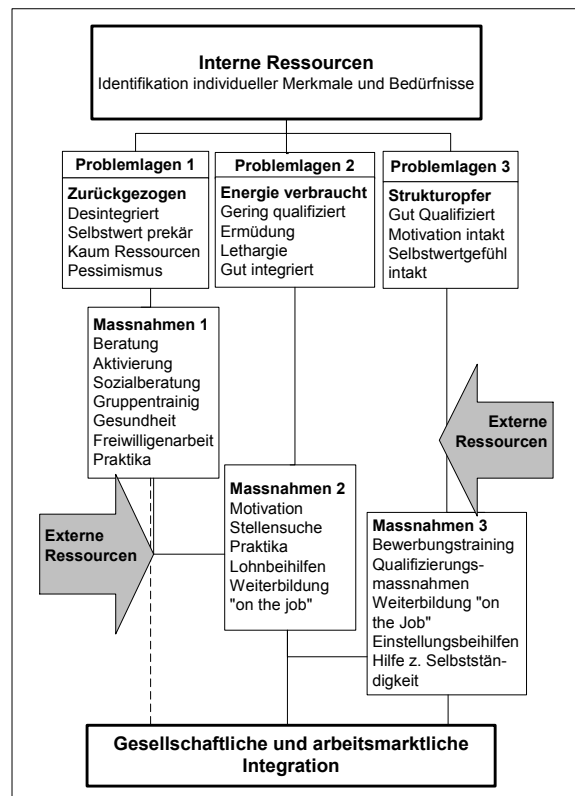 Interne Ressourcen
Identifikation individueller Merkmale und Bedürfnisse
Problemlagen 1
Zurückgezogen
Desintegriert
Selbstwert prekär
Kaum Ressourcen
Pessimismus
Problemlagen 2
Energie verbraucht
Gering qualifiziert
Ermüdung
Lethargie
Gut integriert
Problemlagen 3
Strukturopfer
Gut Qualifiziert
Motivation intakt
Selbstwertgefühl
intakt
Massnahmen 1
Beratung
Aktivierung
Sozialberatung
Gruppentrainig
Gesundheit
Freiwilligenarbeit
Praktika
Externe
Ressourcen
Externe
Ressourcen
Massnahmen 2
Motivation
Stellensuche
Praktika
Lohnbeihilfen
Weiterbildung
"on the job"
Massnahmen 3
Bewerbungstraining
Qualifizierungs-
massnahmen
Weiterbildung "on
the Job"
Einstellungsbeihilfen
Hilfe z. Selbststän-
digkeit
Gesellschaftliche und arbeitsmarktliche
Integration